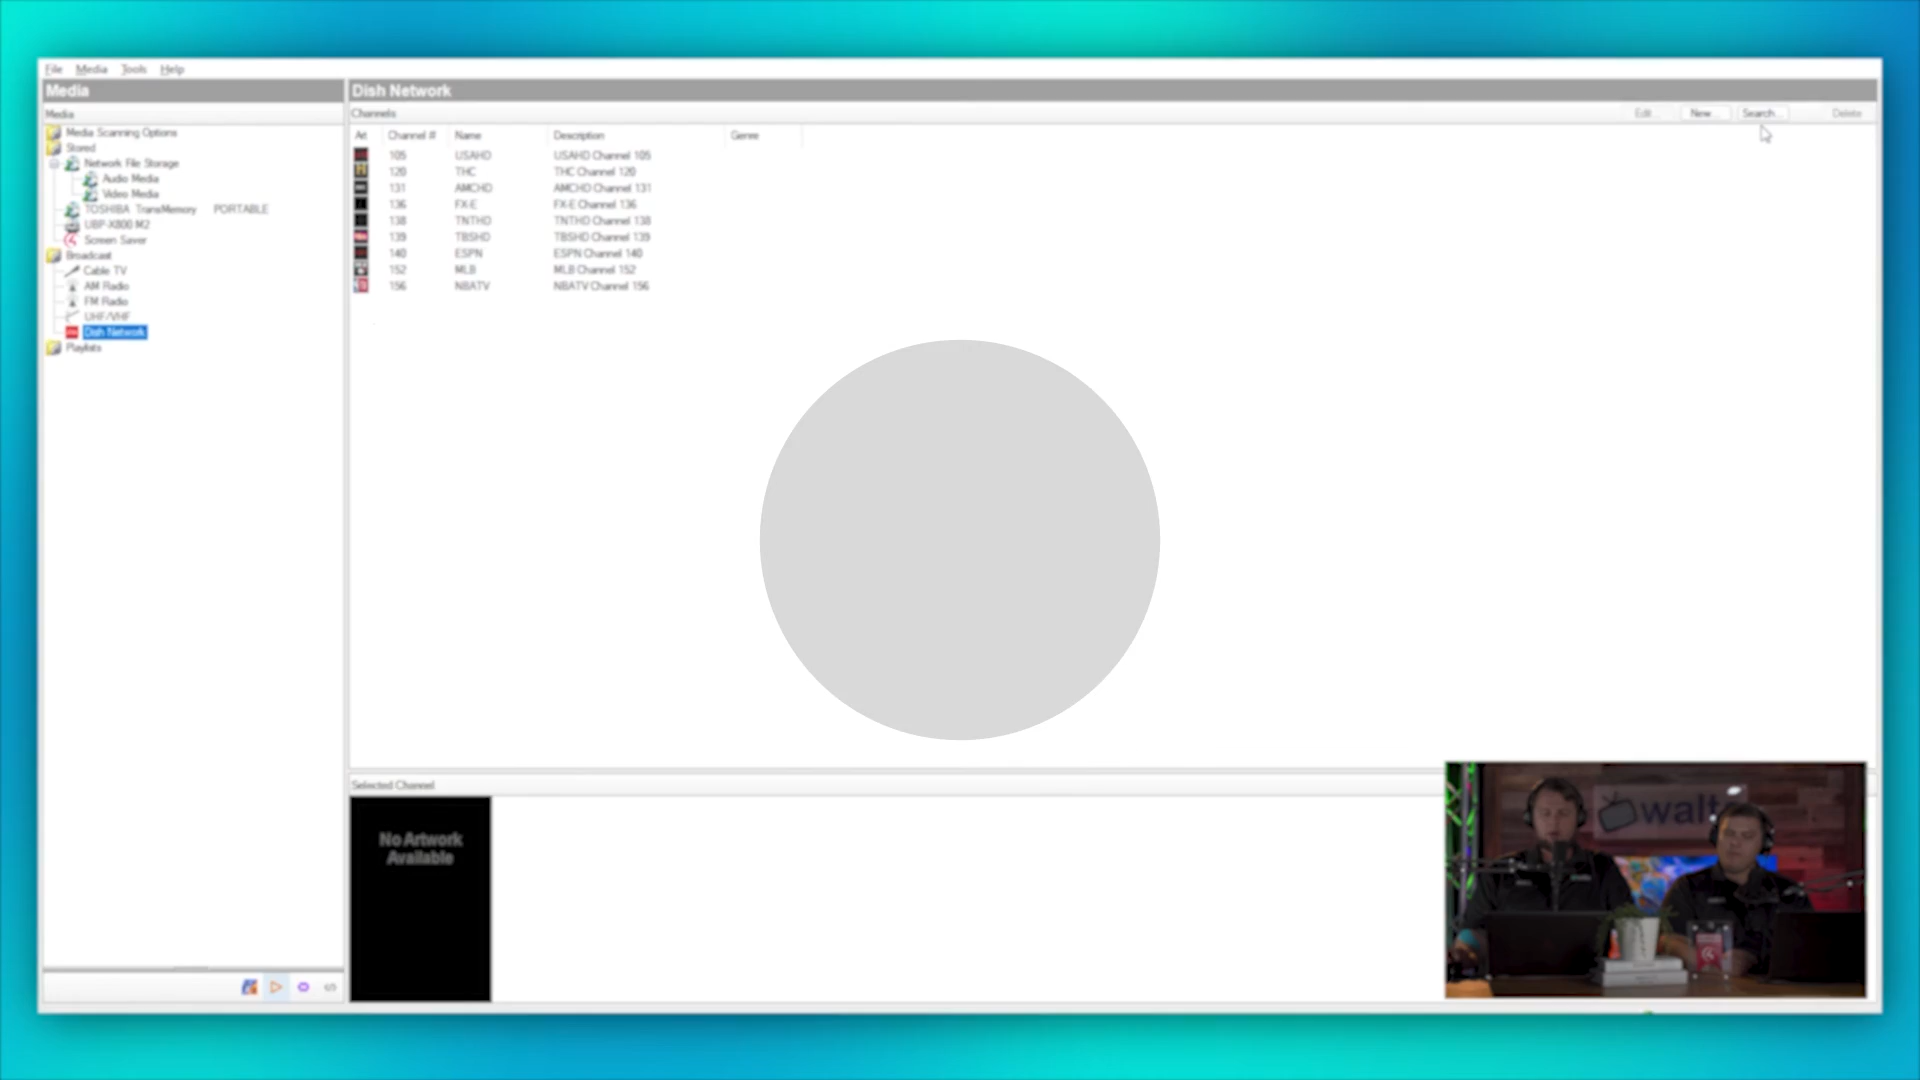 File Media Tools Help
Media
Media
Media Scanning Options
Stored
Network File Storage
Audio Media
Video Media
TOSHIBA TransMemory PORTABLE
UBP-X800 M2
Screen Saver
Broadcast
Cable TV
AM Radio
FM Radio
UHF/VHF
Dish Network
Playlists
Dish Network
Channels
Edit... New... Search... Delete
Art Channel # Name Description Genre
105 USAHD USAHD Channel 105
120 THC THC Channel 120
131 AMCHD AMCHD Channel 131
136 FX-E FX-E Channel 136
138 TNTHD TNTHD Channel 138
139 TBSHD TBSHD Channel 139
140 ESPN ESPN Channel 140
152 MLB MLB Channel 152
156 NBATV NBATV Channel 156
Selected Channel
No Artwork
Available